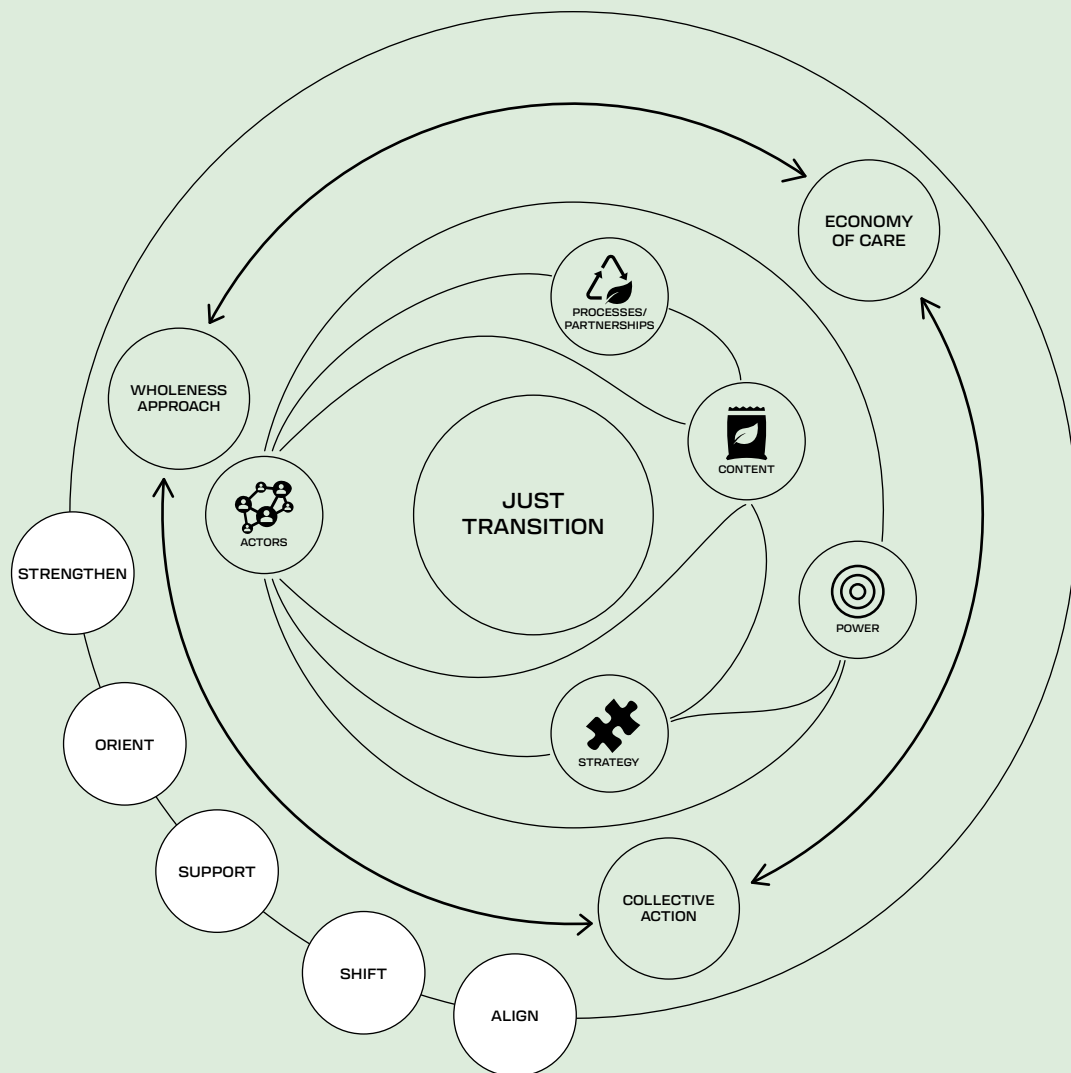 ECONOMY
OF CARE
PROCESSES/
PARTNERSHIPS
WHOLENESS
APPROACH
CONTENT
JUST
TRANSITION
ACTORS
STRENGTHEN
POWER
ORIENT
STRATEGY
SUPPORT
COLLECTIVE
ACTION
SHIFT
ALIGN